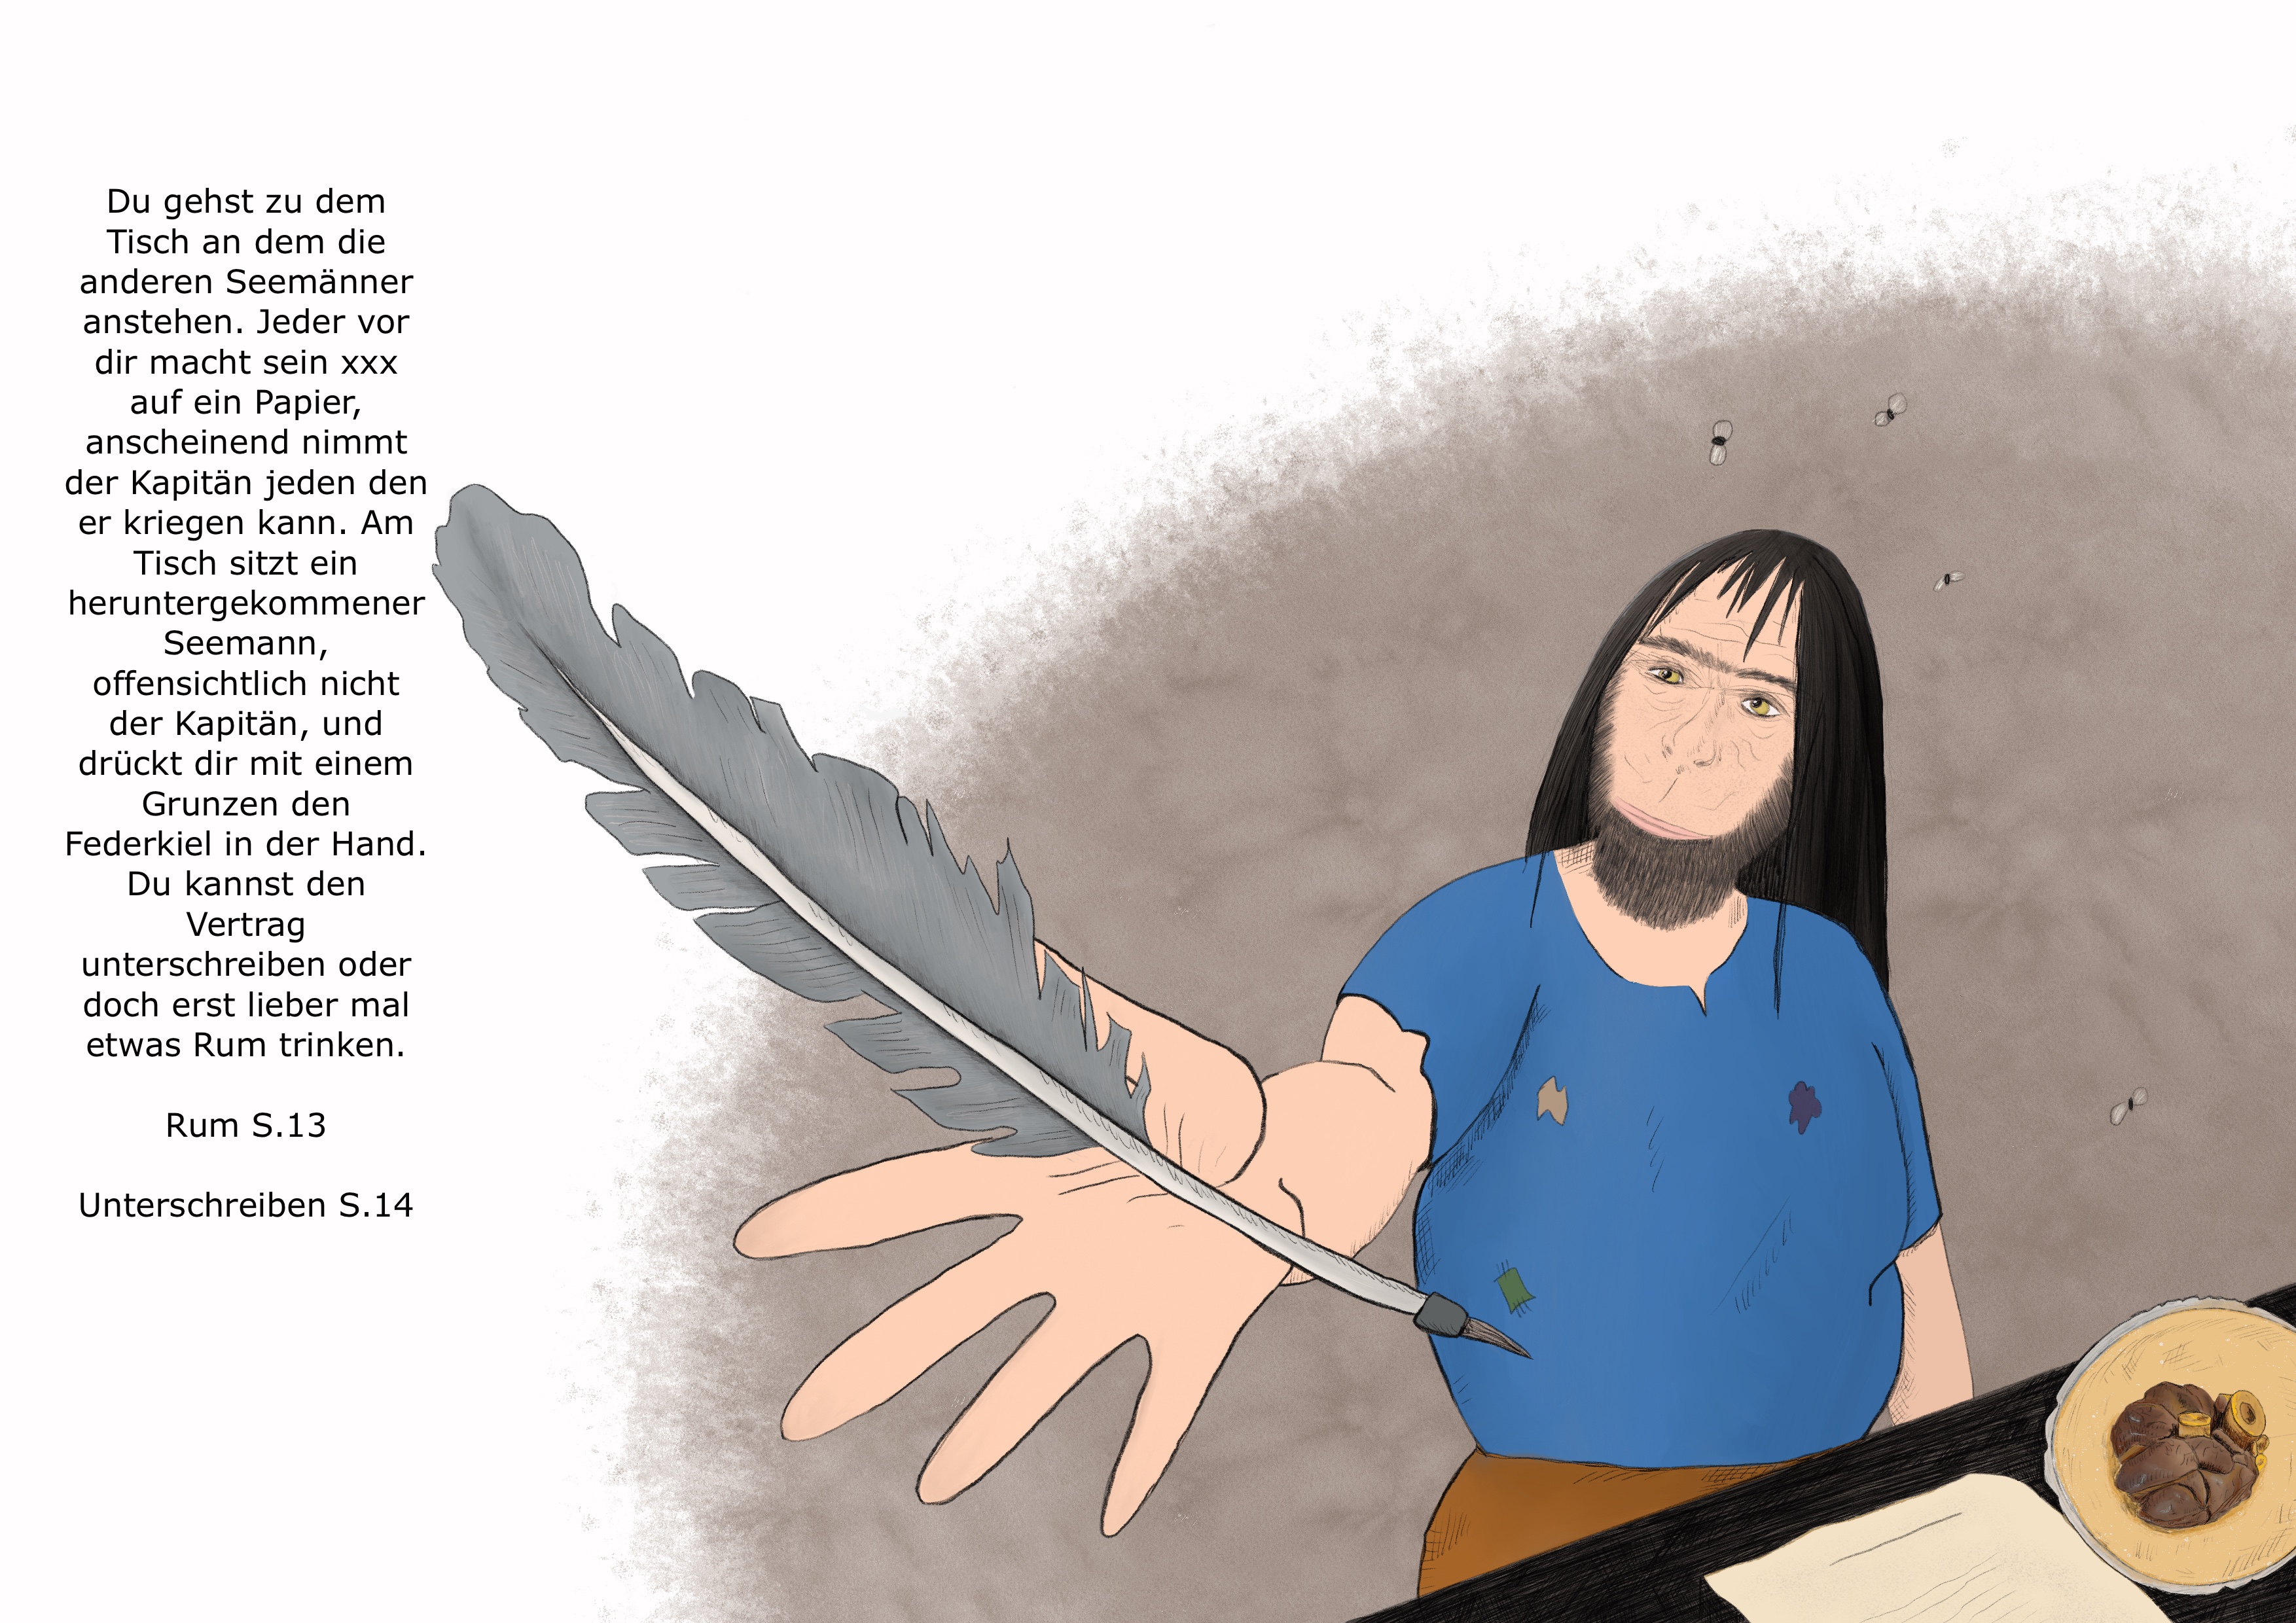 Du gehst zu dem
Tisch an dem die
anderen Seemänner
anstehen. Jeder vor
dir macht sein xxx
auf ein Papier,
anscheinend nimmt
der Kapitän jeden den
er kriegen kann. Am
Tisch sitzt ein
heruntergekommener
Seemann,
offensichtlich nicht
der Kapitän, und
drückt dir mit einem
Grunzen den
Federkiel in der Hand.
Du kannst den
Vertrag
unterschreiben oder
doch erst lieber mal
etwas Rum trinken.
Rum S.13
Unterschreiben S.14